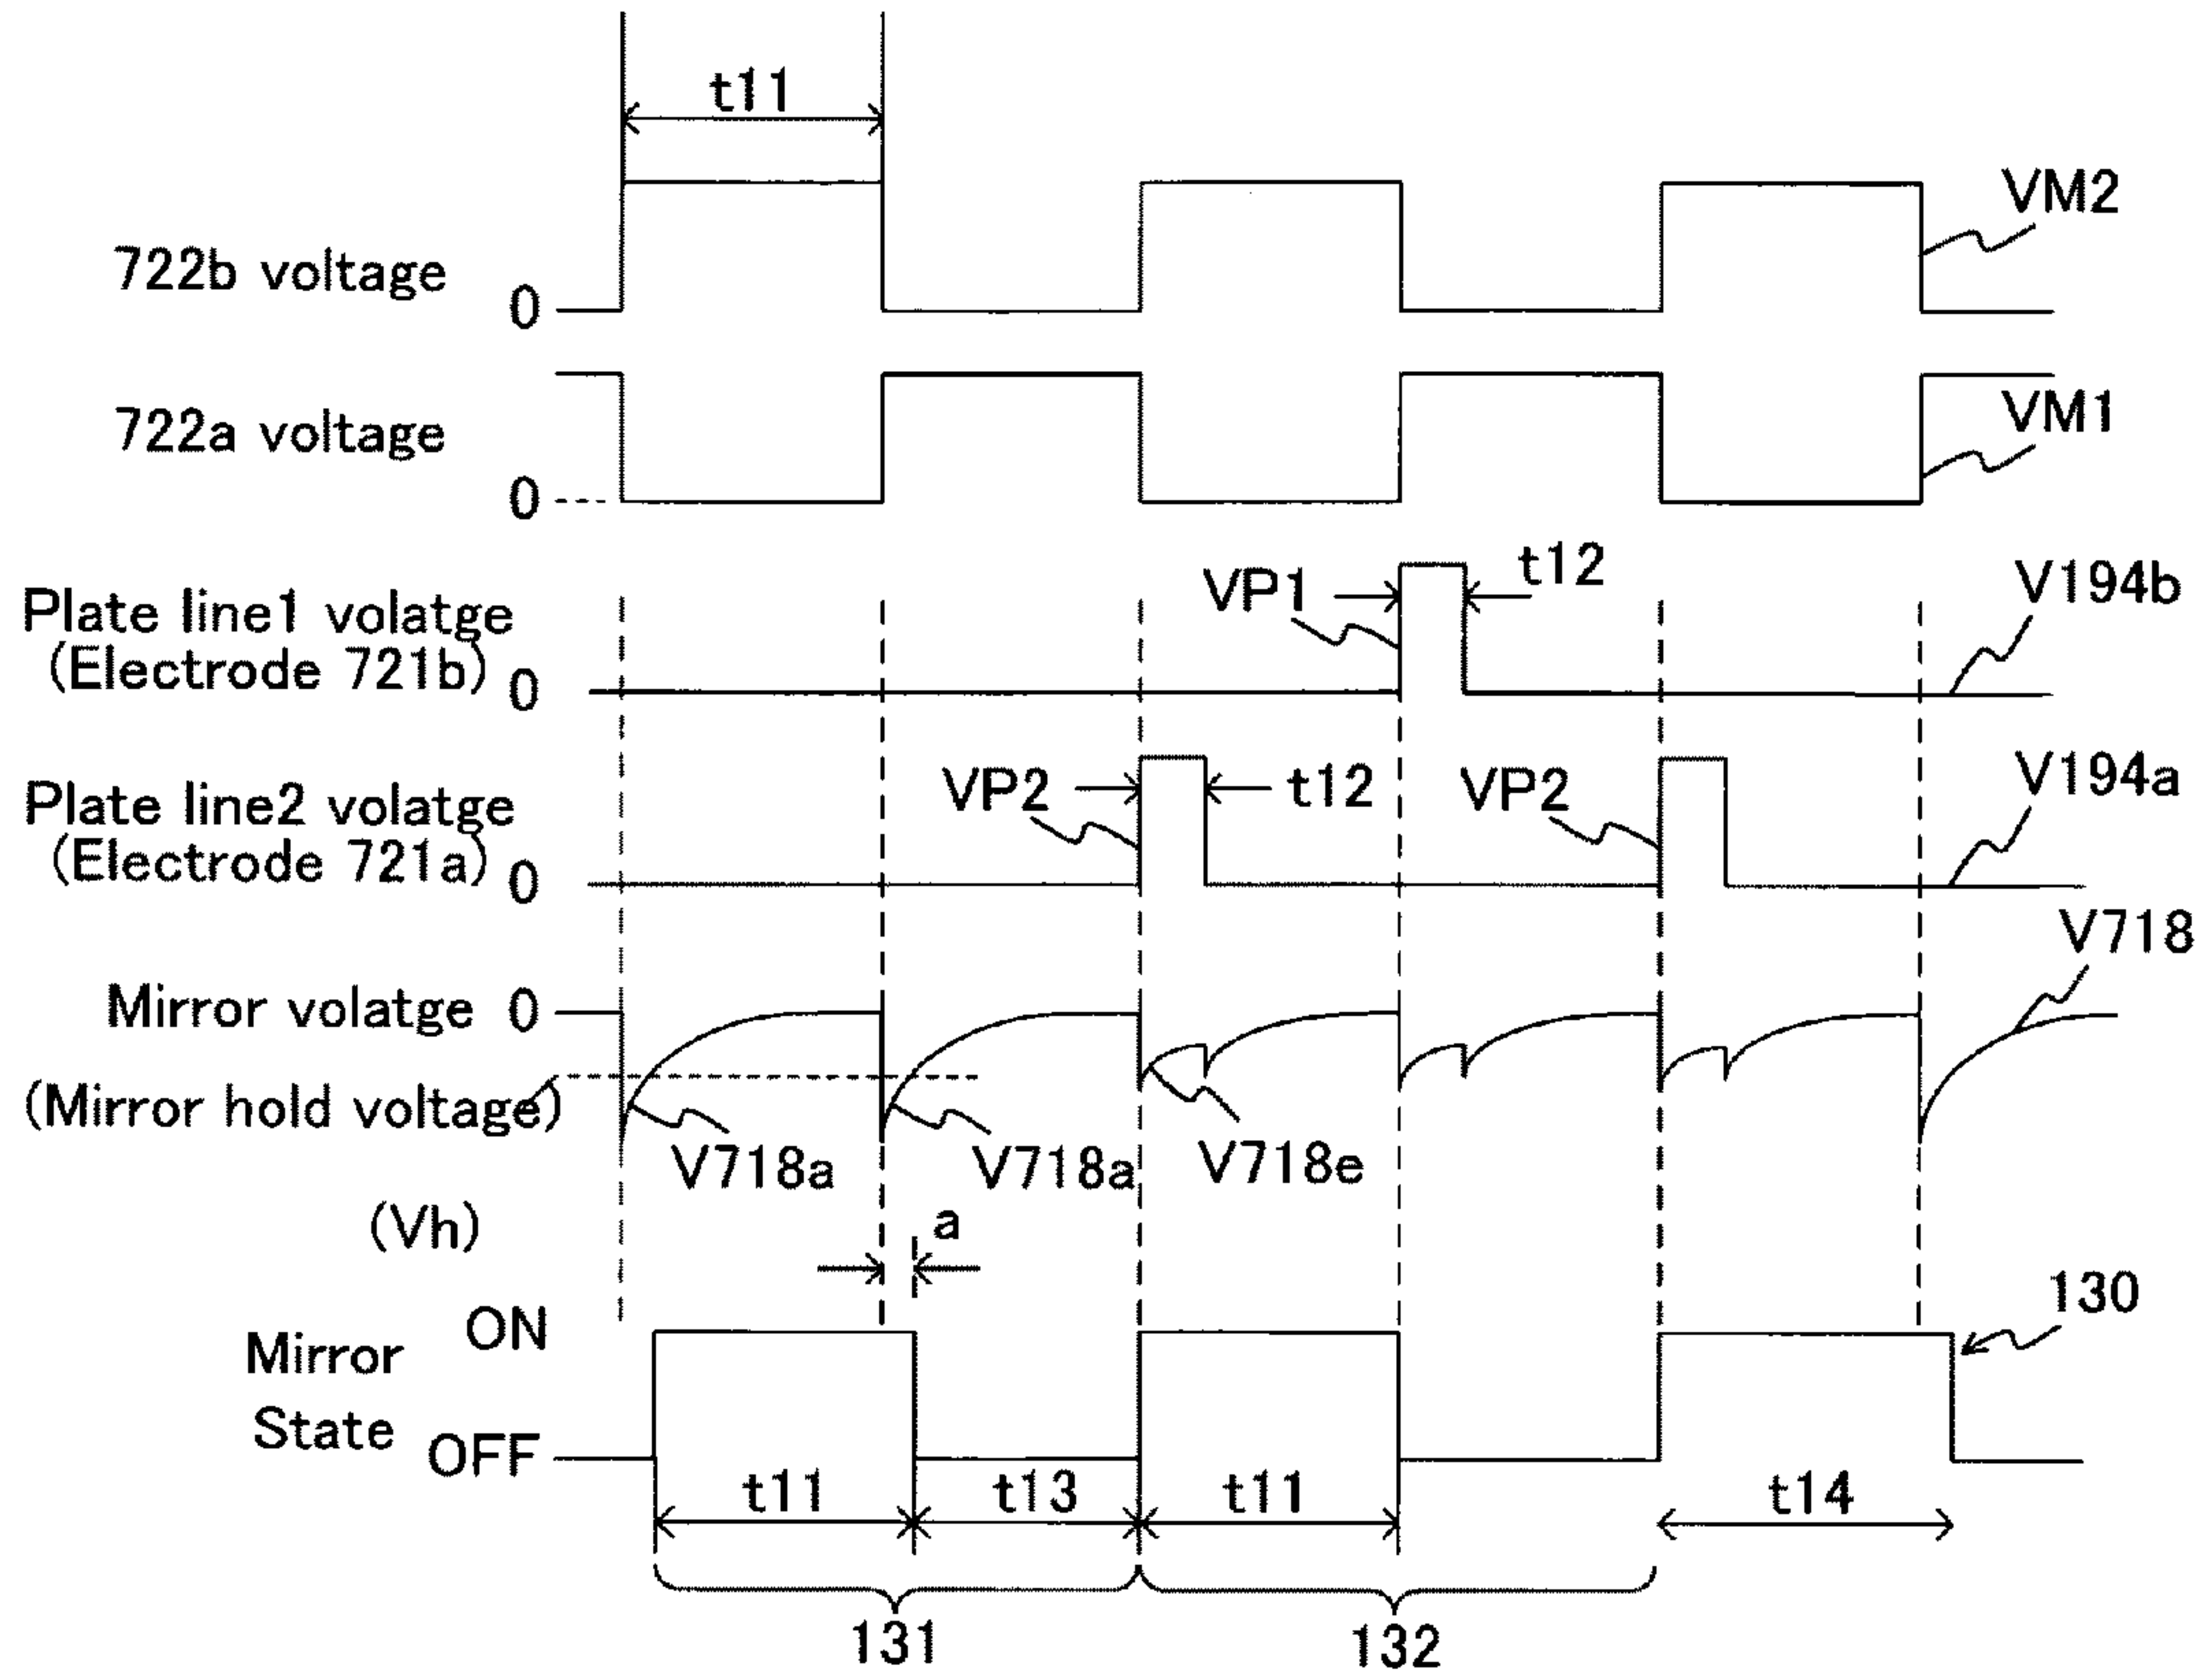 t11
VM2
722b voltage
0
722a voltage
VM1
0
VP1
t12
V194b
Plate line1 volatge
(Electrode 721b) 0
VP2
t12
VP2
V194a
Plate line2 volatge
(Electrode 721a) 0
V718
Mirror volatge 0
(Mirror hold voltage)
V718a
V718a
V718e
(Vh)
a
ON
130
Mirror
State
OFF
t11
t13
t11
t14
131
132